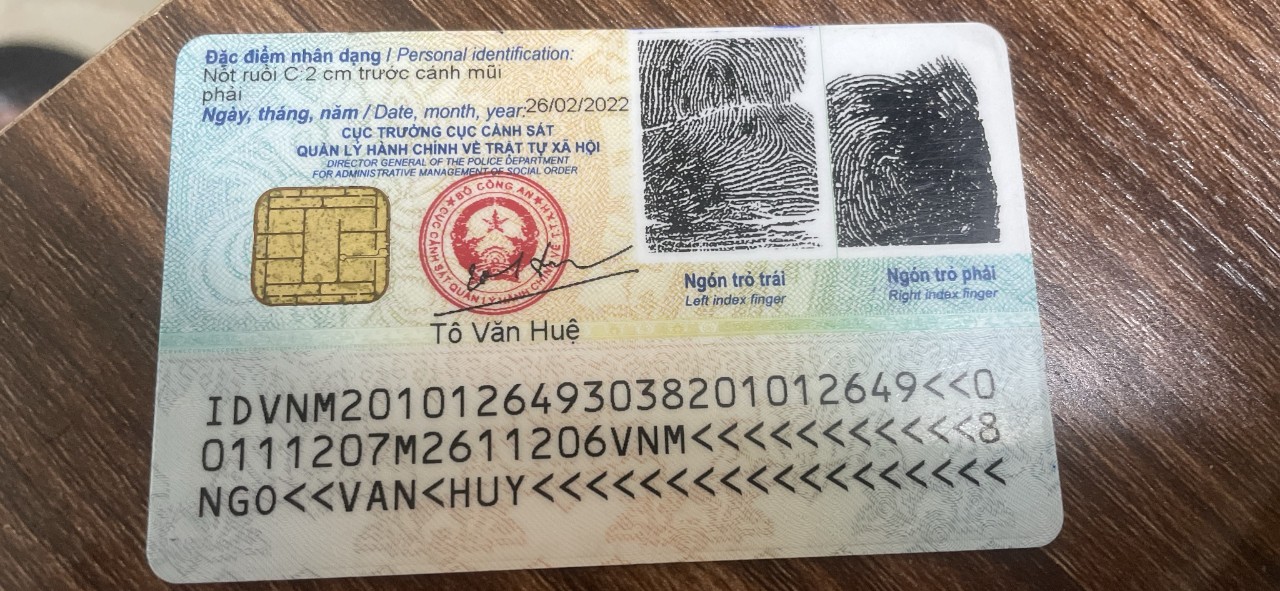 Đặc điểm nhân dạng / Personal identification:
Nốt ruồi C 2 cm trước cánh mũi
phải
Ngày, tháng, năm / Date, month, year: 26/02/2022
CỤC TRƯỞNG CỤC CẢNH SÁT
QUẢN LÝ HÀNH CHÍNH VỀ TRẬT TỰ XÃ HỘI
DIRECTOR GENERAL OF THE POLICE DEPARTMENT
FOR ADMINISTRATIVE MANAGEMENT OF SOCIAL ORDER
BỘ CÔNG AN
CỤC CẢNH SÁT QUẢN LÝ HÀNH CHÍNH VỀ TTXH
Tô Văn Huệ
Ngón trỏ trái
Left index finger
Ngón trỏ phải
Right index finger
IDVNM2010126493038201012649<<0
0111207M2611206VNM<<<<<<<<<<<8
NGO<<VAN<HUY<<<<<<<<<<<<<<<<<<